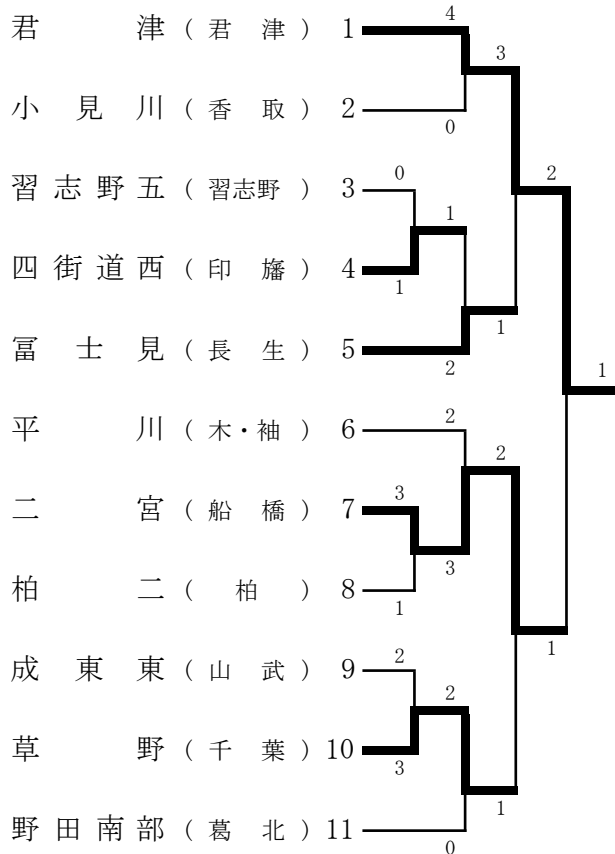 君津（君津）1
小見川（香取）2
習志野五（習志野）3
四街道西（印旛）4
冨士見（長生）5
平川（木・袖）6
二宮（船橋）7
柏二（柏）8
成東東（山武）9
草野（千葉）10
野田南部（葛北）11
4
3
0
0
2
1
1
1
2
1
2
2
3
3
1
1
2
2
3
1
0